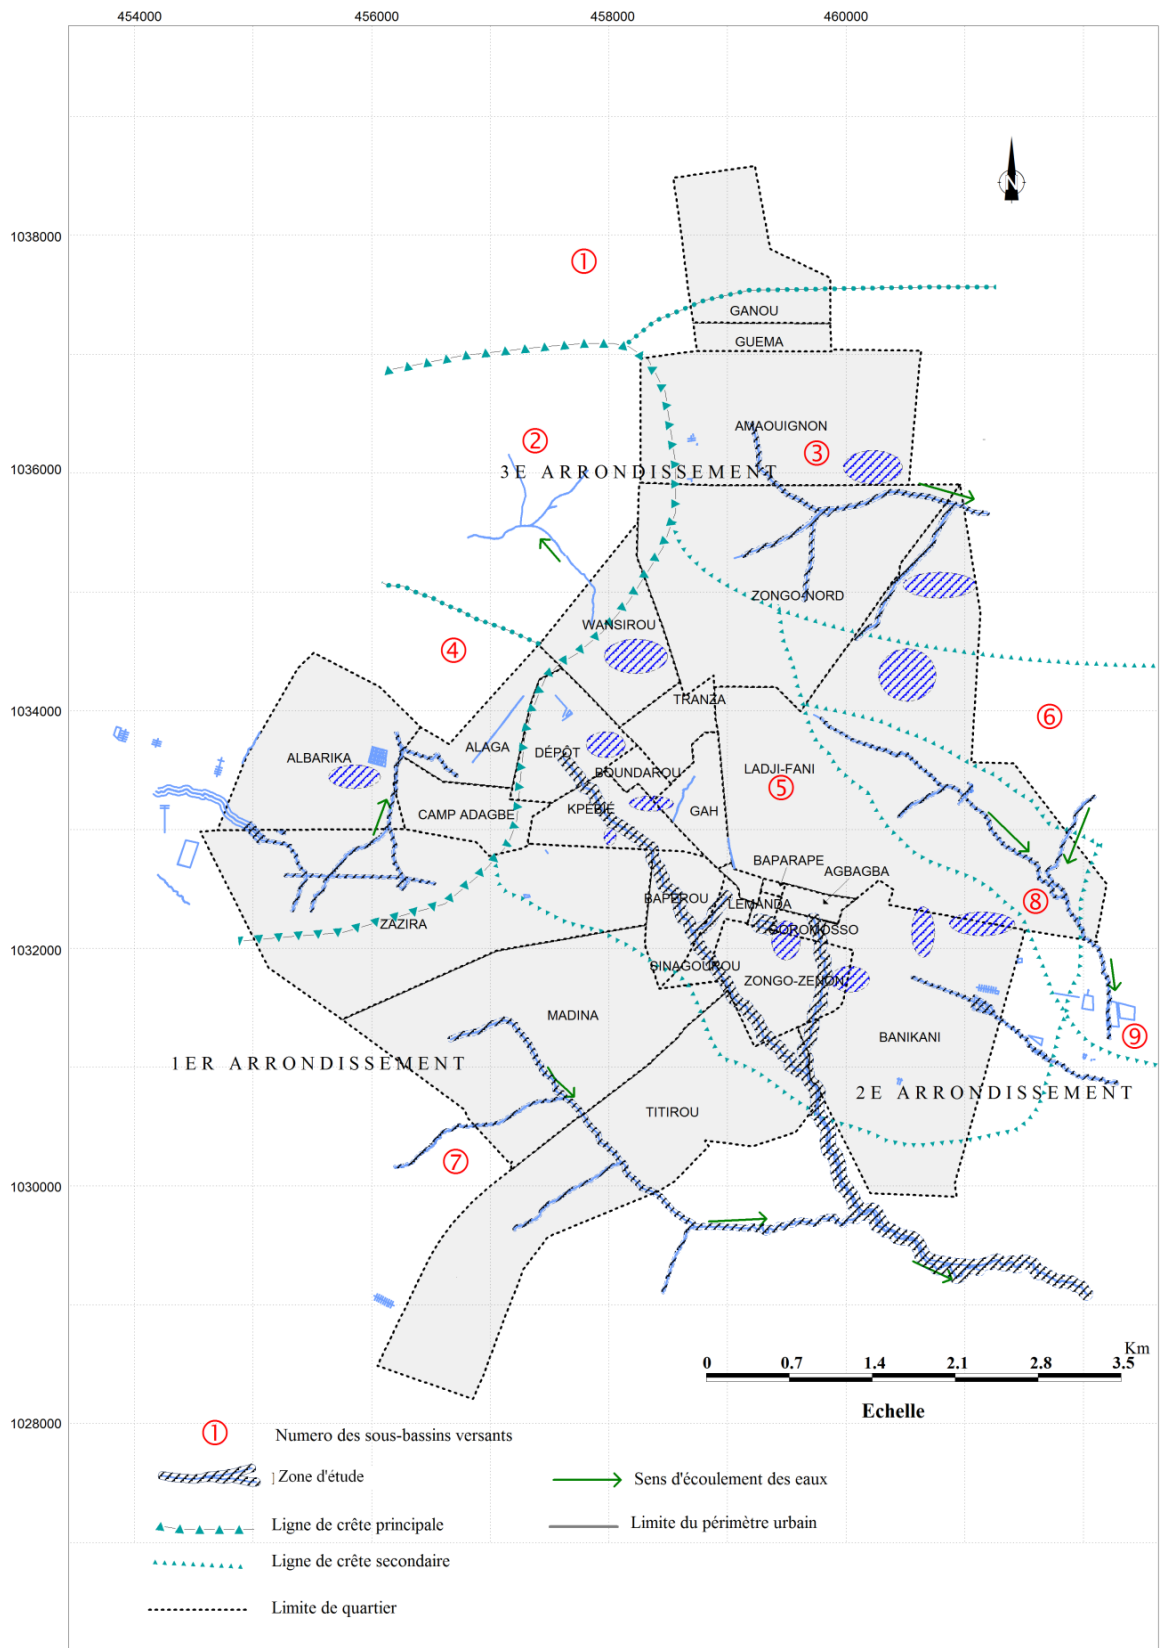 454000 456000 458000 460000
1038000
1
N
GANOU
GUEMA
2
AMAOUIGNON
3
1036000
3E ARRONDISSEMENT
ZONGO-NORD
WANSIROU
4
TRANZA
1034000
6
ALAGA
DÉPÔT
ALBARIKA
BOUNDAROU
LADJI-FANI
5
KPÉBIÉ
GAH
CAMP ADAGBE
BAPARAPE
AGBAGBA
BAPEROU
LEMANDA
8
ZAZIRA
GOROMOSSO
1032000
SINAGOUROU
ZONGO-ZENON
MADINA
BANIKANI
9
1ER ARRONDISSEMENT
2E ARRONDISSEMENT
TITIROU
7
1030000
Km
0 0.7 1.4 2.1 2.8 3.5
Echelle
1028000
1 Numero des sous-bassins versants
Zone d'étude
Sens d'écoulement des eaux
Ligne de crête principale
Limite du périmètre urbain
Ligne de crête secondaire
Limite de quartier